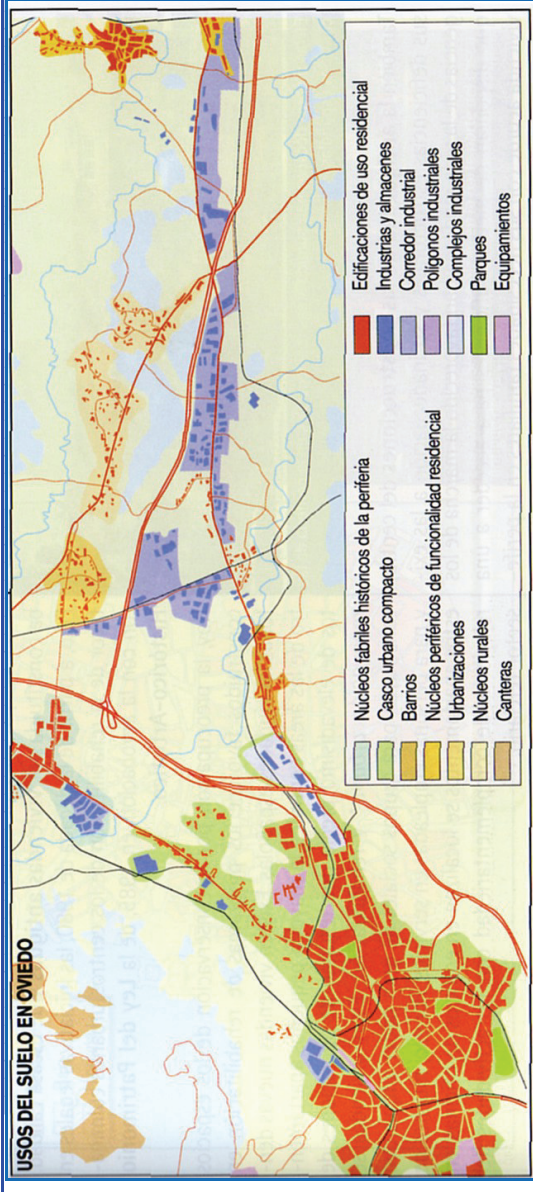 USOS DEL SUELO EN OVIEDO
Núcleos fabriles históricos de la periferia
Casco urbano compacto
Barrios
Núcleos periféricos de funcionalidad residencial
Urbanizaciones
Núcleos rurales
Canteras
Edificaciones de uso residencial
Industrias y almacenes
Corredor industrial
Polígonos industriales
Complejos industriales
Parques
Equipamientos